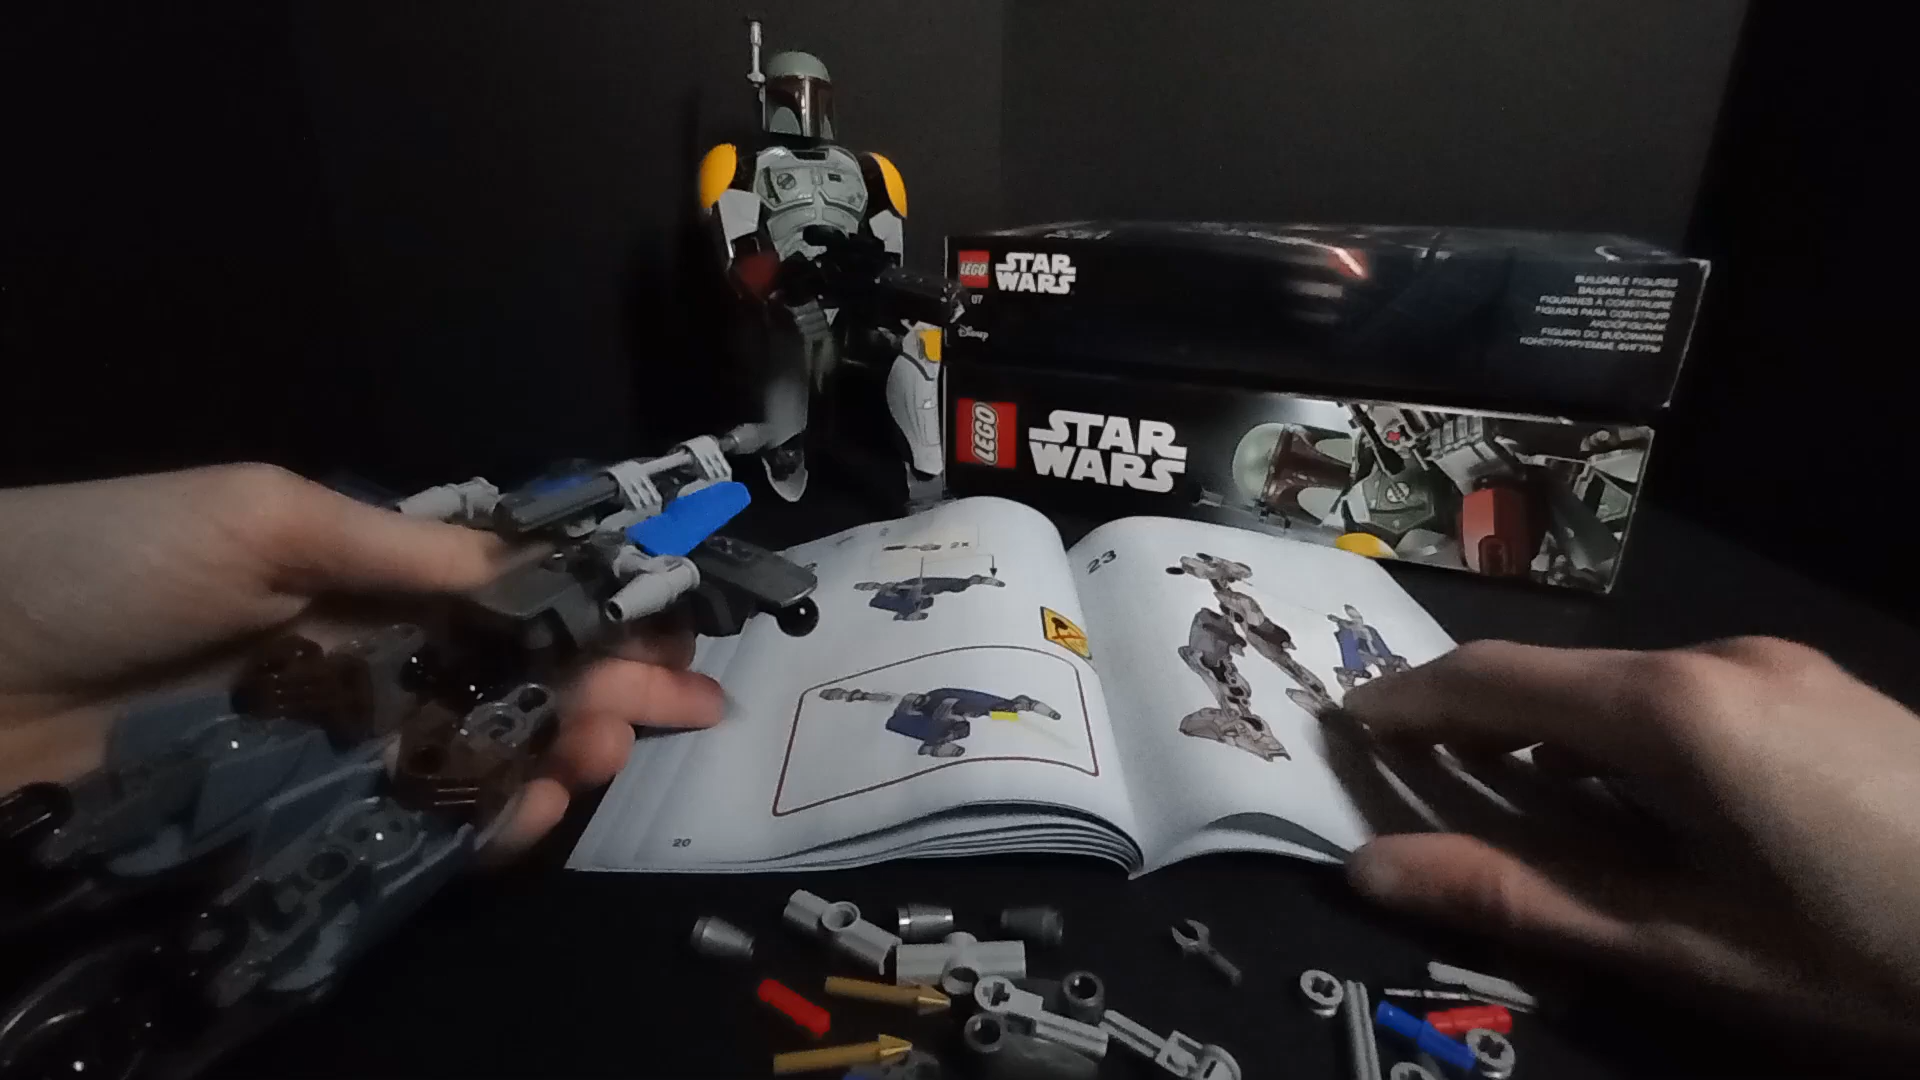 LEGO
STAR
WARS
07
Disney
BUILDABLE FIGURES
BAUBARE FIGUREN
FIGURINES À CONSTRUIRE
FIGURAS PARA CONSTRUIR
AKCIÓFIGURÁK
FIGURKI DO BUDOWANIA
КОНСТРУИРУЕМЫЕ ФИГУРЫ
LEGO
STAR
WARS
2x
23
20